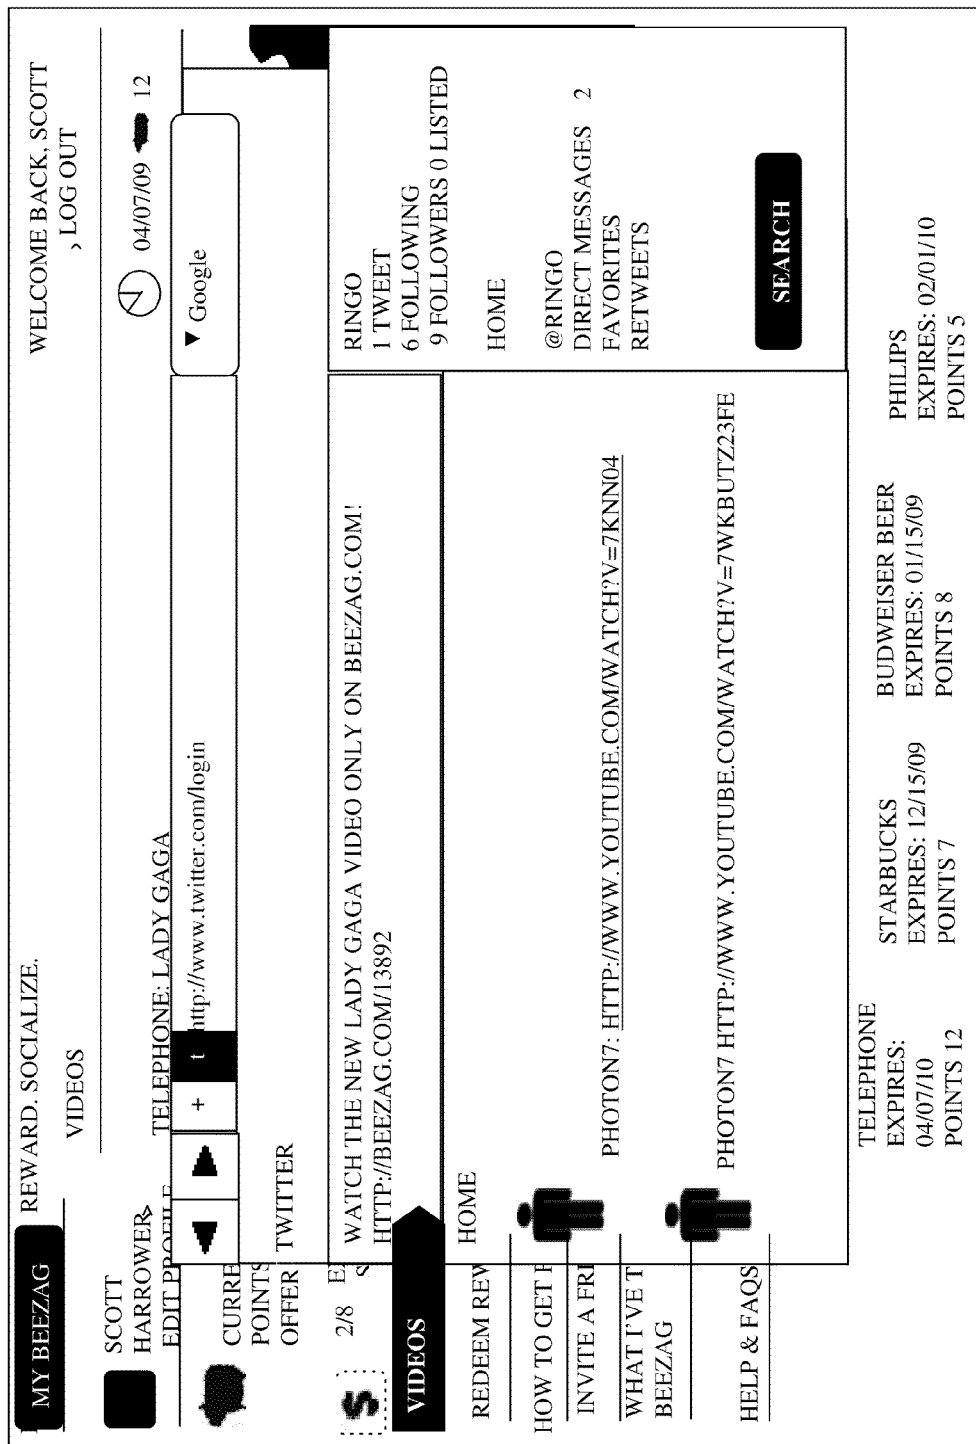 MY BEEZAG
REWARD. SOCIALIZE.
WELCOME BACK, SCOTT
› LOG OUT
VIDEOS
SCOTT
HARROWER>
EDIT PROFILE
TELEPHONE: LADY GAGA
04/07/09 12
+ t http://www.twitter.com/login
▼ Google
CURRE
POINTS
OFFER
TWITTER
$ 2/8
WATCH THE NEW LADY GAGA VIDEO ONLY ON BEEZAG.COM!
HTTP://BEEZAG.COM/13892
RINGO
1 TWEET
6 FOLLOWING
9 FOLLOWERS 0 LISTED
VIDEOS
HOME
HOME
REDEEM REW
HOW TO GET
INVITE A FRI
WHAT I'VE T
BEEZAG
HELP & FAQS
@RINGO
DIRECT MESSAGES 2
FAVORITES
RETWEETS
PHOTON7: HTTP://WWW.YOUTUBE.COM/WATCH?V=7KNN04
PHOTON7 HTTP://WWW.YOUTUBE.COM/WATCH?V=7WKBUTZ23FE
SEARCH
TELEPHONE
EXPIRES:
04/07/10
POINTS 12
STARBUCKS
EXPIRES: 12/15/09
POINTS 7
BUDWEISER BEER
EXPIRES: 01/15/09
POINTS 8
PHILIPS
EXPIRES: 02/01/10
POINTS 5